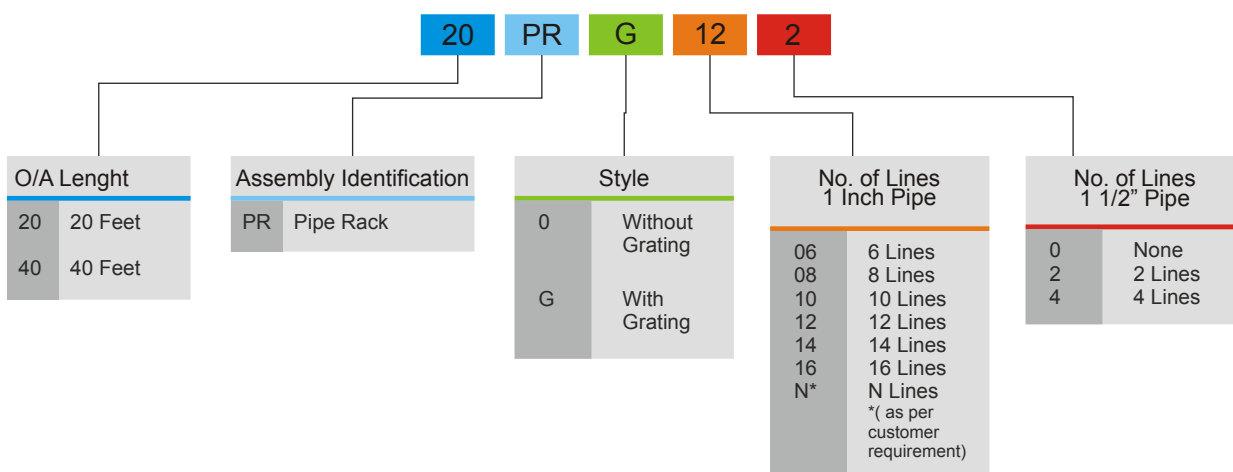 20 PR G 12 2
O/A Lenght
20 20 Feet
40 40 Feet
Assembly Identification
PR Pipe Rack
Style
0 Without
Grating
G With
Grating
No. of Lines
1 Inch Pipe
06 6 Lines
08 8 Lines
10 10 Lines
12 12 Lines
14 14 Lines
16 16 Lines
N* N Lines
*( as per
customer
requirement)
No. of Lines
1 1/2” Pipe
0 None
2 2 Lines
4 4 Lines